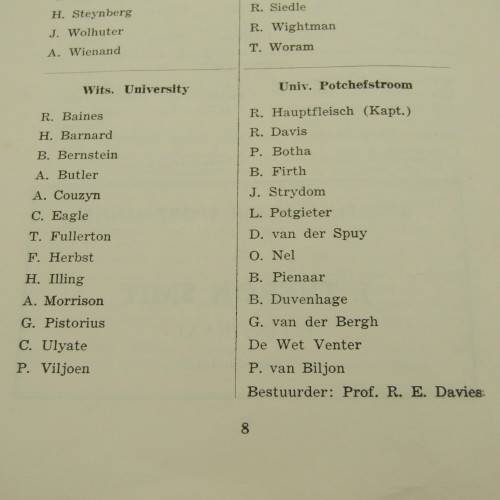 H. Steynberg
J. Wolhuter
A. Wienand
R. Siedle
R. Wightman
T. Woram
Wits. University
R. Baines
H. Barnard
B. Bernstein
A. Butler
A. Couzyn
C. Eagle
T. Fullerton
F. Herbst
H. Illing
A. Morrison
G. Pistorius
C. Ulyate
P. Viljoen
Univ. Potchefstroom
R. Hauptfleisch (Kapt.)
R. Davis
P. Botha
B. Firth
J. Strydom
L. Potgieter
D. van der Spuy
O. Nel
B. Pienaar
B. Duvenhage
G. van der Bergh
De Wet Venter
P. van Biljon
Bestuurder: Prof. R. E. Davies
8